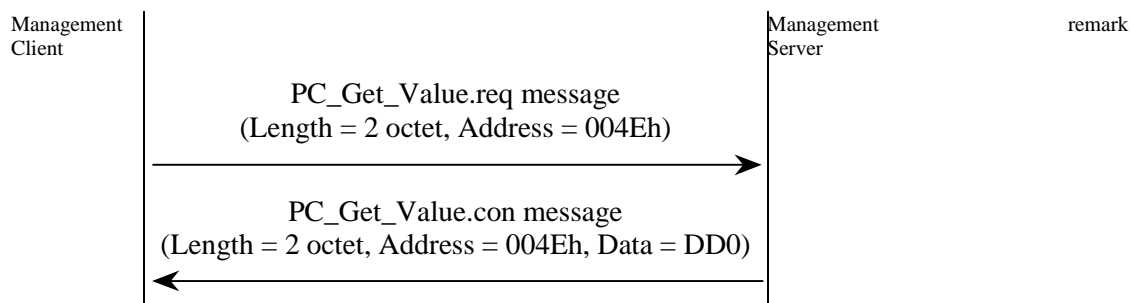 Management Client
Management Server
remark
PC_Get_Value.req message
(Length = 2 octet, Address = 004Eh)
PC_Get_Value.con message
(Length = 2 octet, Address = 004Eh, Data = DD0)